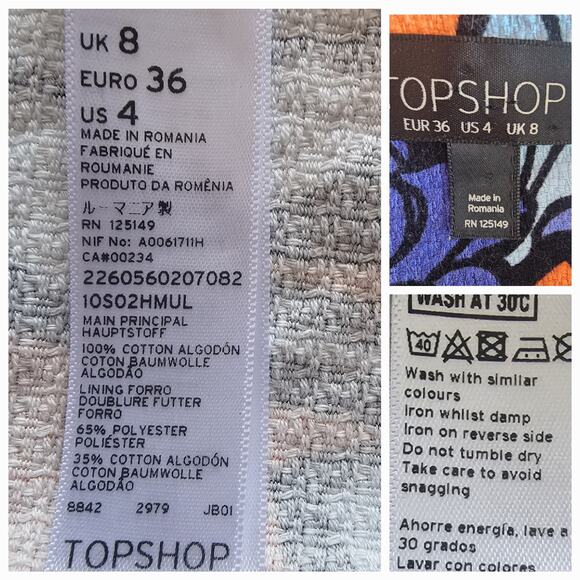 UK 8
EURO 36
US 4
MADE IN ROMANIA
FABRIQUÉ EN
ROUMANIE
PRODUTO DA ROMÊNIA
ルーマニア製
RN 125149
NIF No: A0061711H
CA#00234
2260560207082
10S02HMUL
MAIN PRINCIPAL
HAUPTSTOFF
100% COTTON ALGODÓN
COTON BAUMWOLLE
ALGODÃO
LINING FORRO
DOUBLURE FUTTER
FORRO
65% POLYESTER
POLIÉSTER
35% COTTON ALGODÓN
COTON BAUMWOLLE
ALGODÃO
8842 2979 JB01
TOPSHOP
TOPSHOP
EUR 36 US 4 UK 8
Made in
Romania
RN 125149
WASH AT 30C
40
Wash with similar
colours
Iron whilst damp
Iron on reverse side
Do not tumble dry
Take care to avoid
snagging
Ahorre energía, lave a
30 grados
Lavar con colores